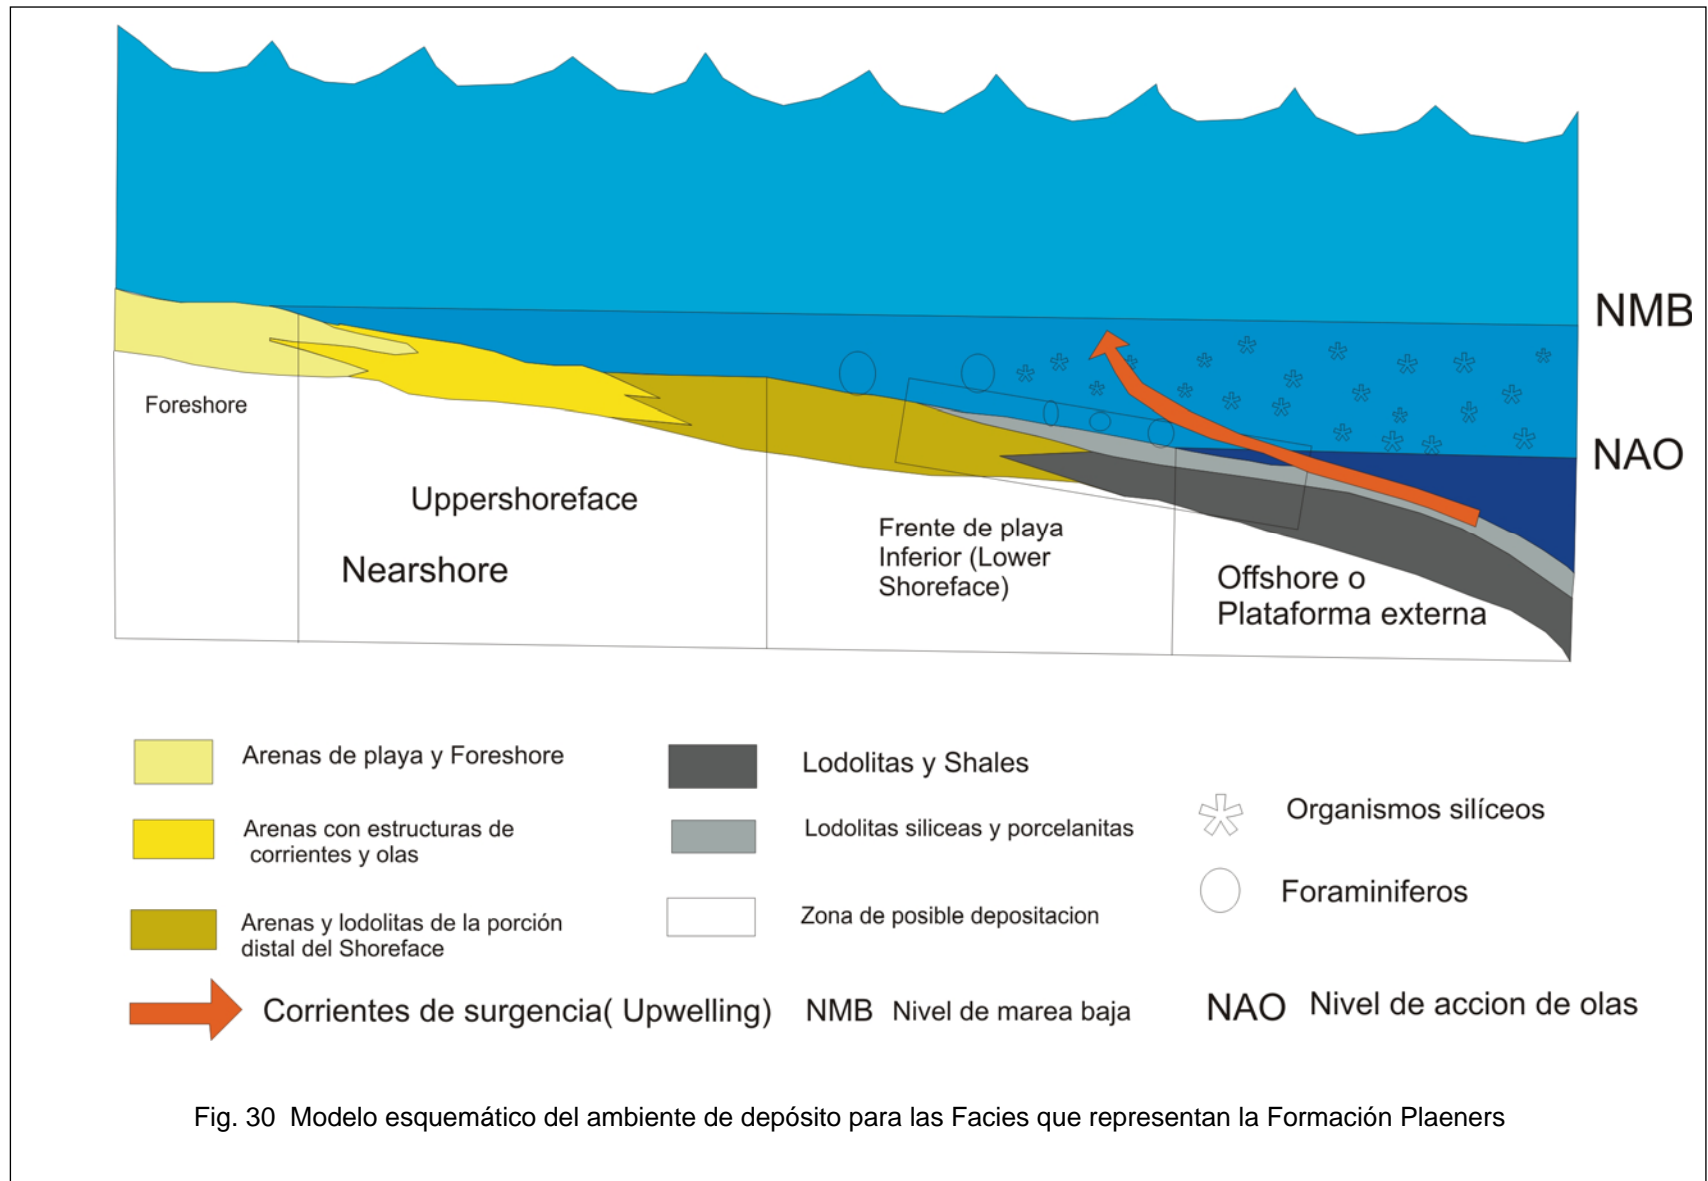 NMB
NAO
Foreshore
Uppershoreface
Nearshore
Frente de playa
Inferior (Lower
Shoreface)
Offshore o
Plataforma externa
Arenas de playa y Foreshore
Arenas con estructuras de
corrientes y olas
Arenas y lodolitas de la porción
distal del Shoreface
Corrientes de surgencia( Upwelling)
Lodolitas y Shales
Lodolitas siliceas y porcelanitas
Zona de posible depositacion
NMB Nivel de marea baja
Organismos silíceos
Foraminiferos
NAO Nivel de accion de olas
Fig. 30 Modelo esquemático del ambiente de depósito para las Facies que representan la Formación Plaeners